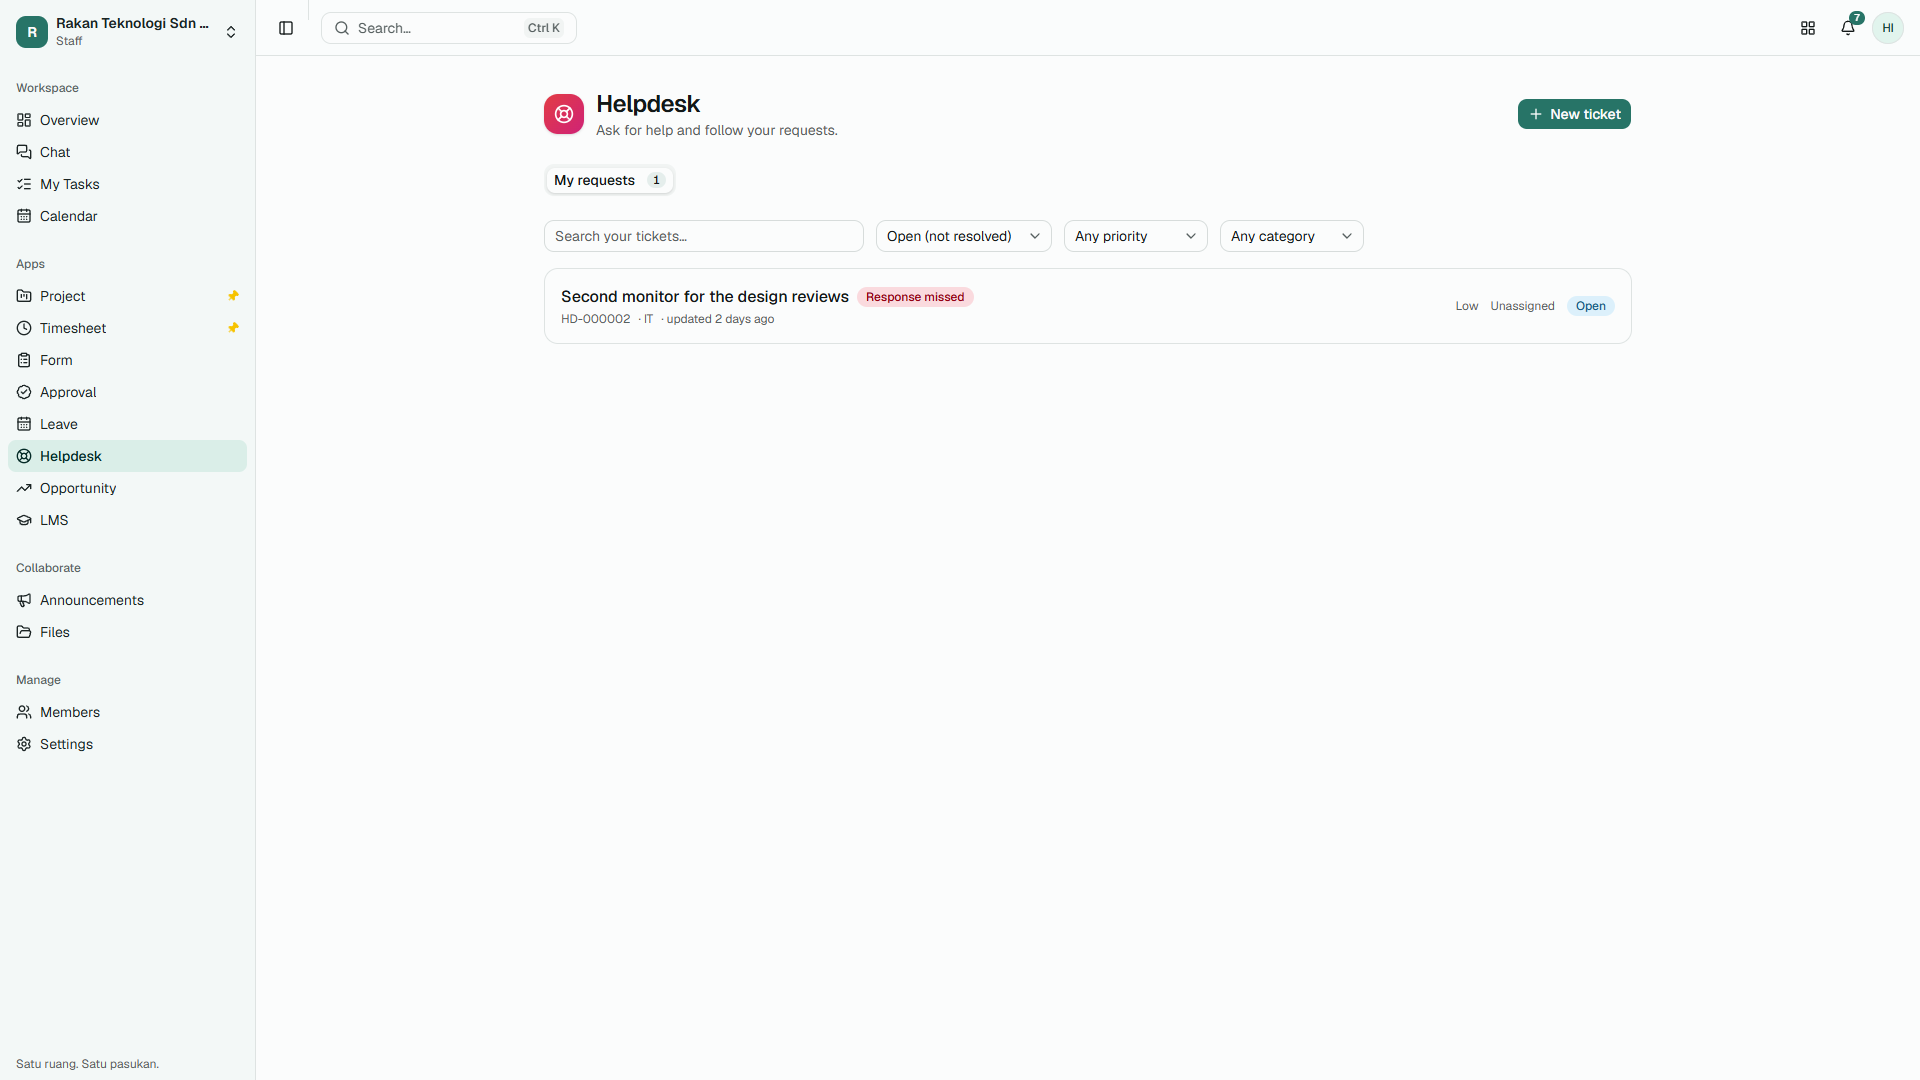 R
Rakan Teknologi Sdn ...
Staff
Workspace
Overview
Chat
My Tasks
Calendar
Apps
Project
Timesheet
Form
Approval
Leave
Helpdesk
Opportunity
LMS
Collaborate
Announcements
Files
Manage
Members
Settings
Satu ruang. Satu pasukan.
Search...
Ctrl K
7
HI
Helpdesk
Ask for help and follow your requests.
New ticket
My requests 1
Search your tickets...
Open (not resolved)
Any priority
Any category
Second monitor for the design reviews Response missed
HD-000002 · IT · updated 2 days ago
Low Unassigned Open